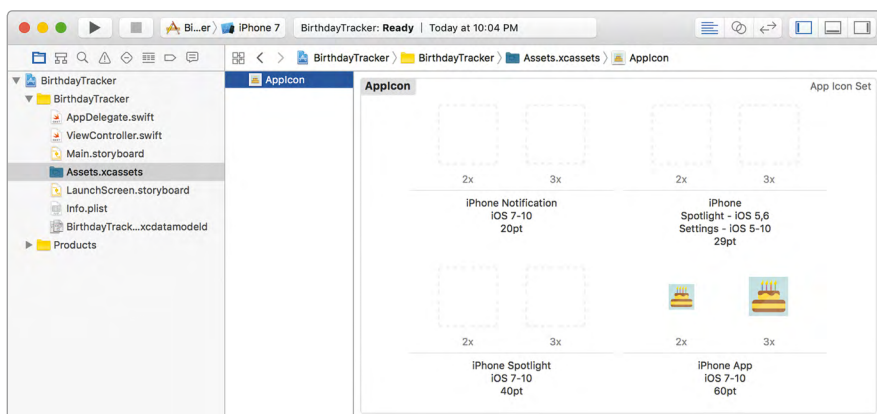 Bi...er 〉 iPhone 7
BirthdayTracker: Ready | Today at 10:04 PM
BirthdayTracker 〉 BirthdayTracker 〉 Assets.xcassets 〉 AppIcon
BirthdayTracker
BirthdayTracker
AppDelegate.swift
ViewController.swift
Main.storyboard
Assets.xcassets
LaunchScreen.storyboard
Info.plist
BirthdayTrack...xcdatamodeld
Products
AppIcon
AppIcon
App Icon Set
2x 3x
iPhone Notification
iOS 7-10
20pt
2x 3x
iPhone
Spotlight - iOS 5,6
Settings - iOS 5-10
29pt
2x 3x
iPhone Spotlight
iOS 7-10
40pt
2x 3x
iPhone App
iOS 7-10
60pt